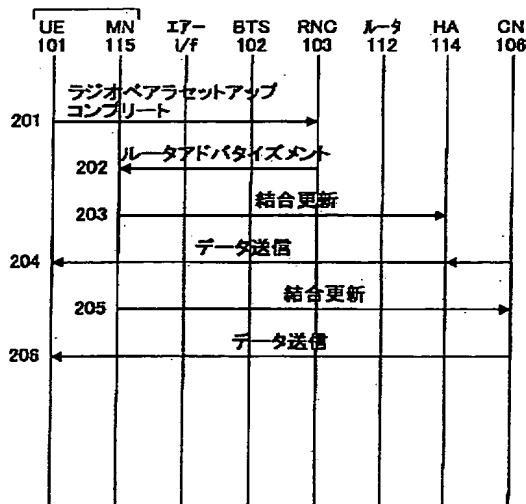 UE MN エアー BTS RNC ルータ HA CN
101 115 i/f 102 103 112 114 106
ラジオベアラセットアップ
コンプリート
201
ルータアドバタイズメント
202
203 結合更新
204 データ送信
205 結合更新
206 データ送信